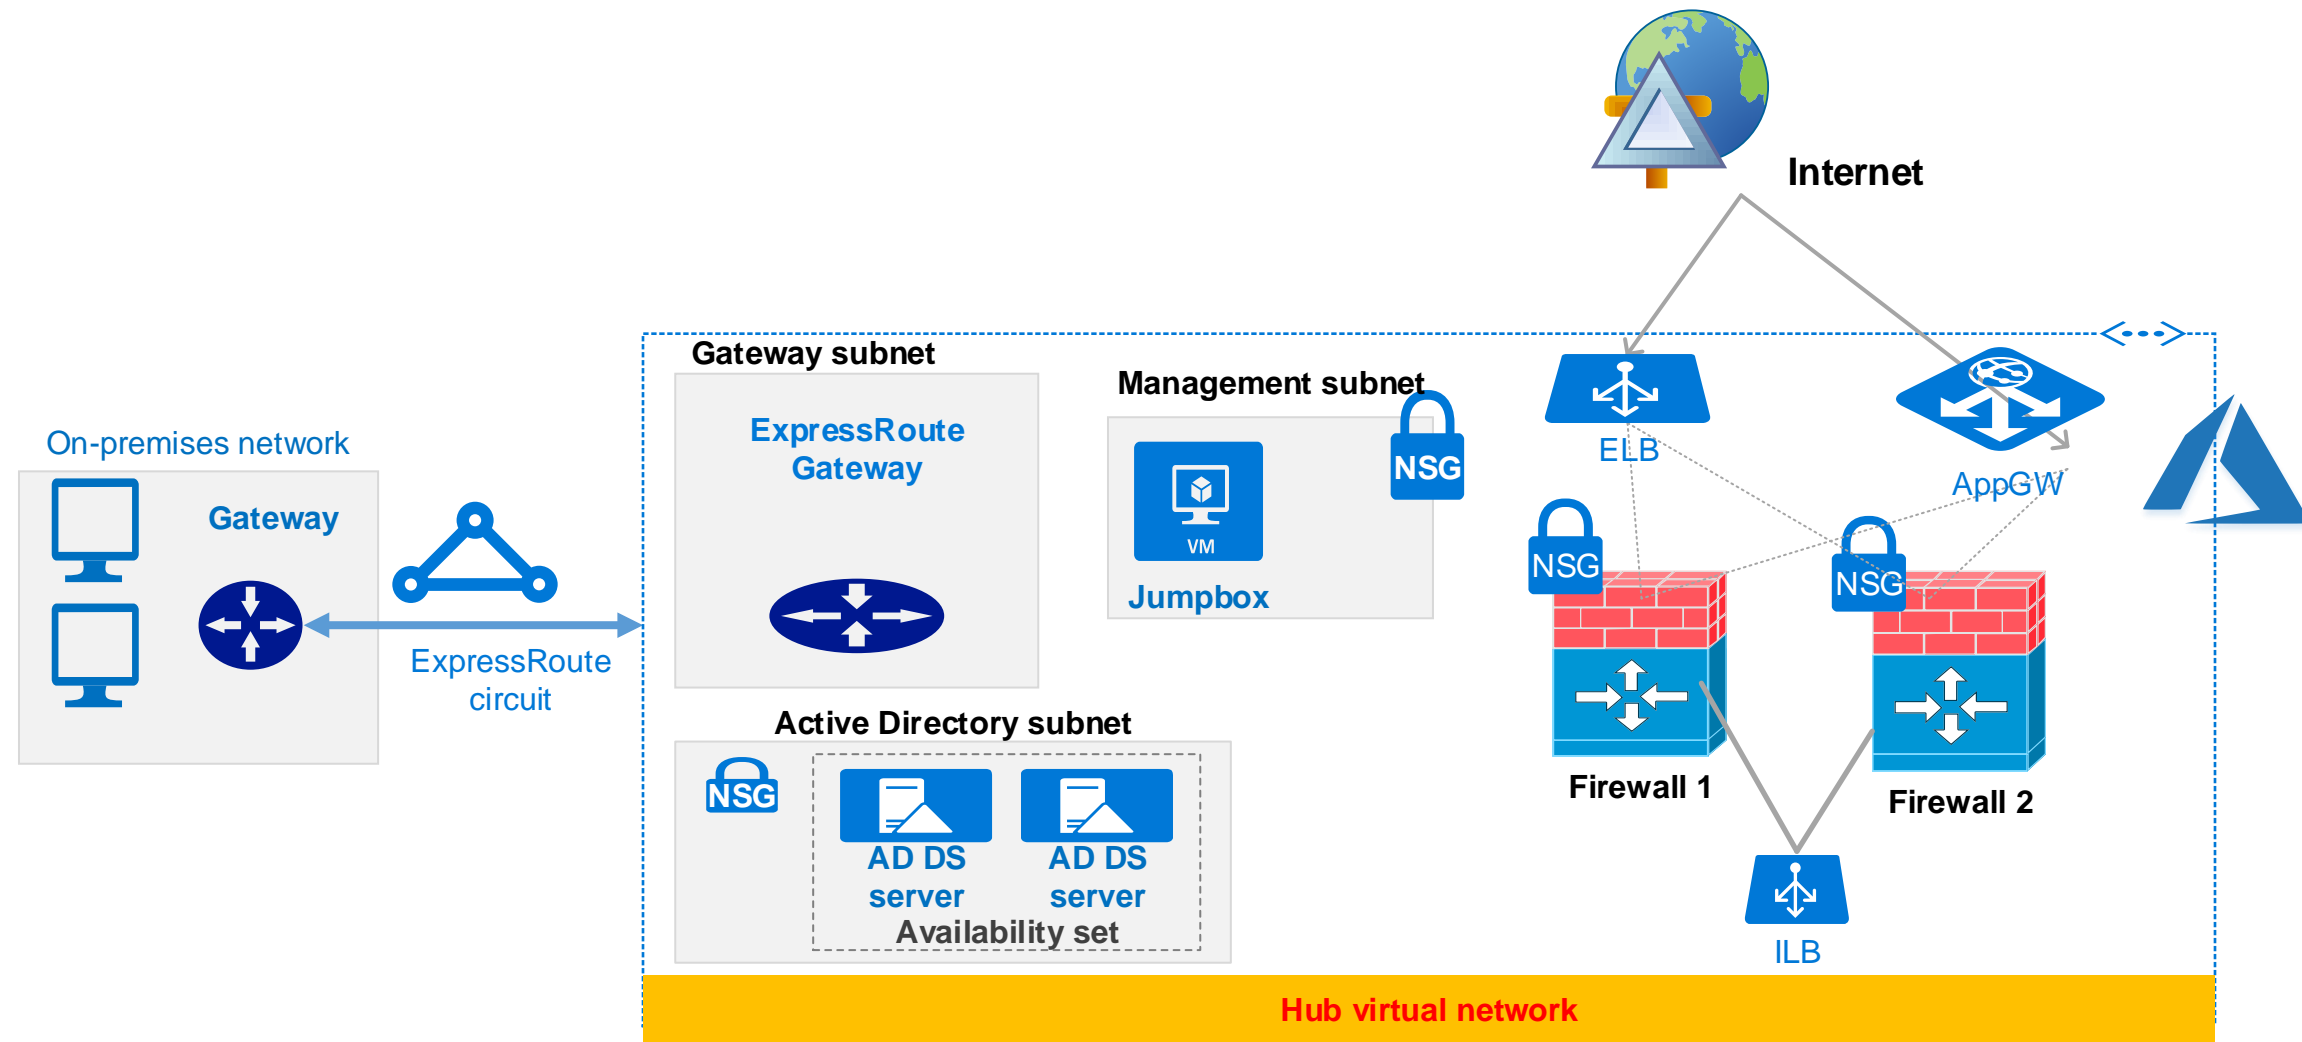 Internet
Gateway subnet
Management subnet
ExpressRoute
Gateway
On-premises network
Gateway
NSG
ELB
AppGW
VM
Jumpbox
NSG
NSG
ExpressRoute
circuit
Active Directory subnet
NSG
AD DS
server
AD DS
server
Availability set
Firewall 1
Firewall 2
ILB
Hub virtual network